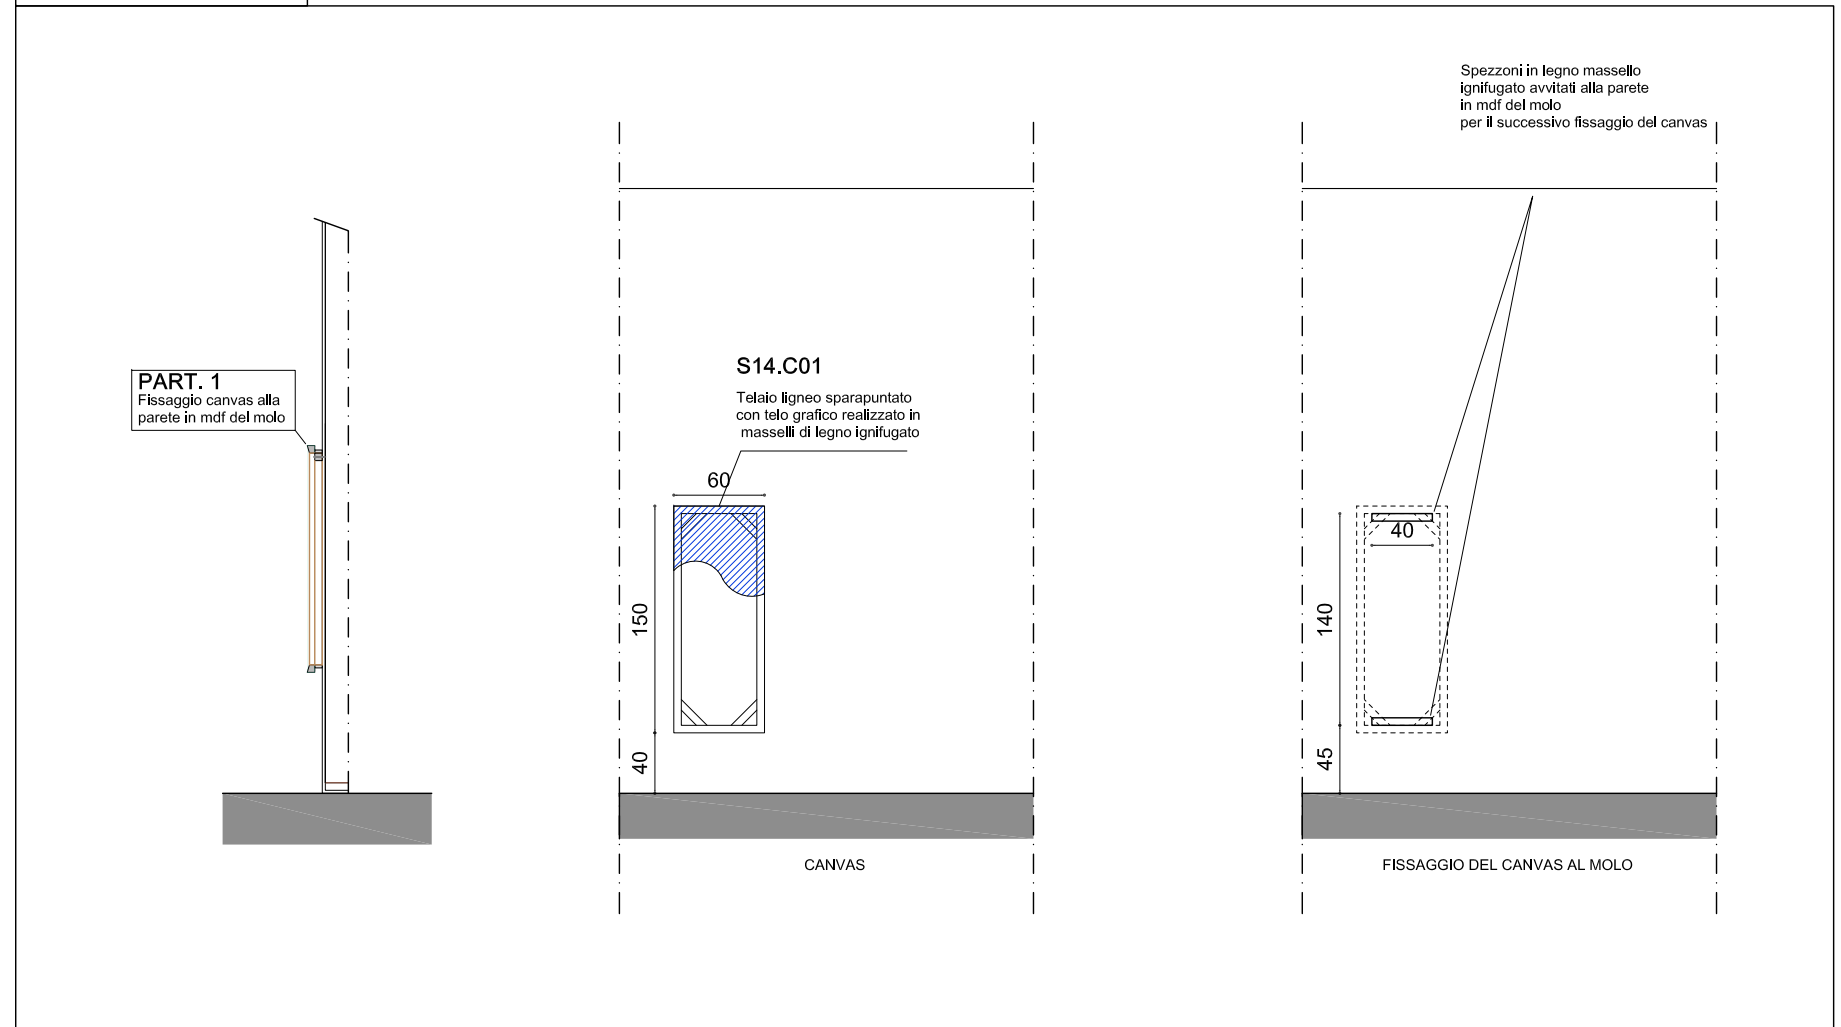 PART. 1
Fissaggio canvas alla
parete in mdf del molo
S14.C01
Telaio ligneo sparapuntato
con telo grafico realizzato in
masselli di legno ignifugato
60
150
40
CANVAS
Spezzoni in legno massello
ignifugato avvitati alla parete
in mdf del molo
per il successivo fissaggio del canvas
40
140
45
FISSAGGIO DEL CANVAS AL MOLO